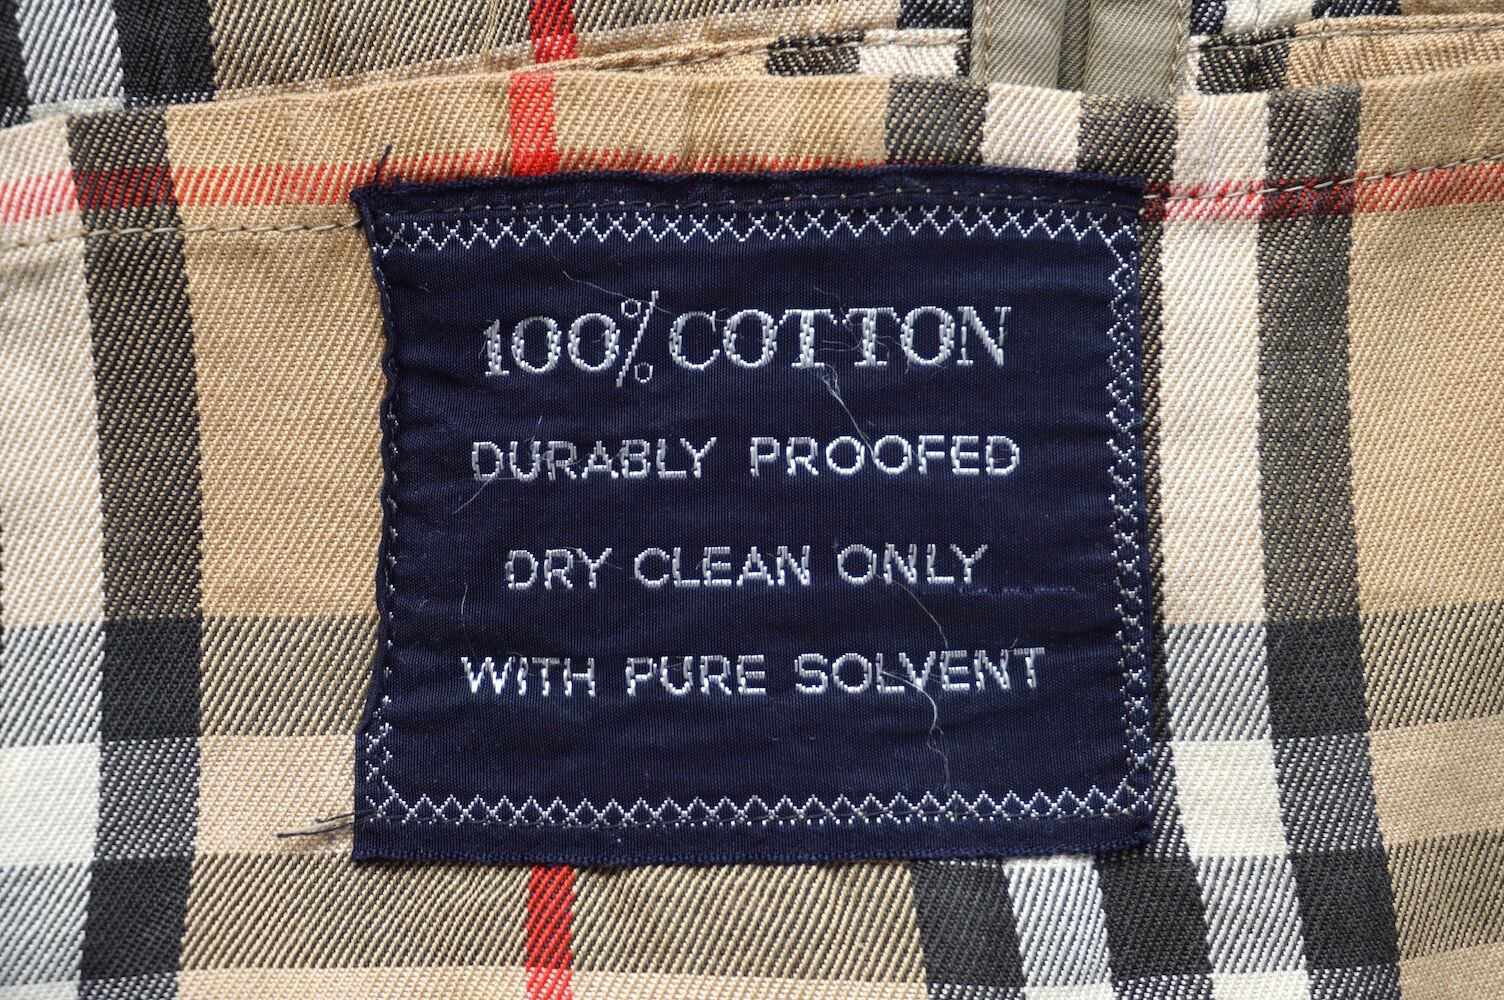 100% COTTON
DURABLY PROOFED
DRY CLEAN ONLY
WITH PURE SOLVENT